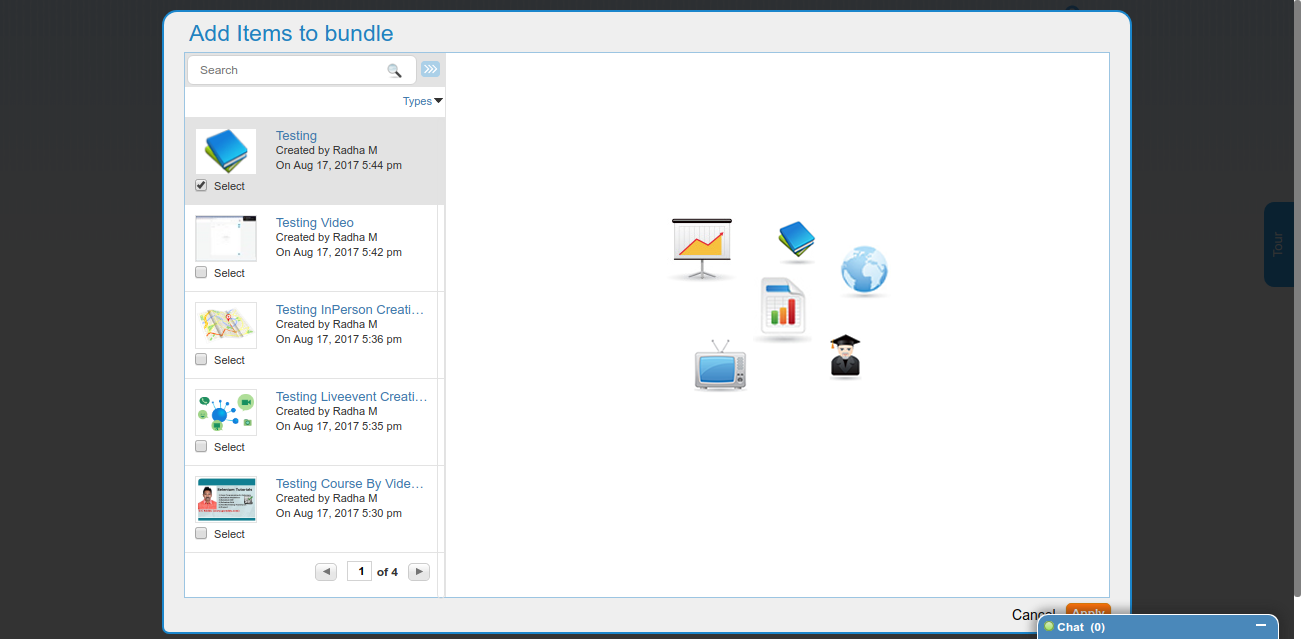 Add Items to bundle
Search
Types
Testing
Created by Radha M
On Aug 17, 2017 5:44 pm
Select
Testing Video
Created by Radha M
On Aug 17, 2017 5:42 pm
Select
Testing InPerson Creati...
Created by Radha M
On Aug 17, 2017 5:36 pm
Select
Testing Liveevent Creati...
Created by Radha M
On Aug 17, 2017 5:35 pm
Select
Testing Course By Vide...
Created by Radha M
On Aug 17, 2017 5:30 pm
Select
1 of 4
Tour
Cancel Apply
Chat (0)